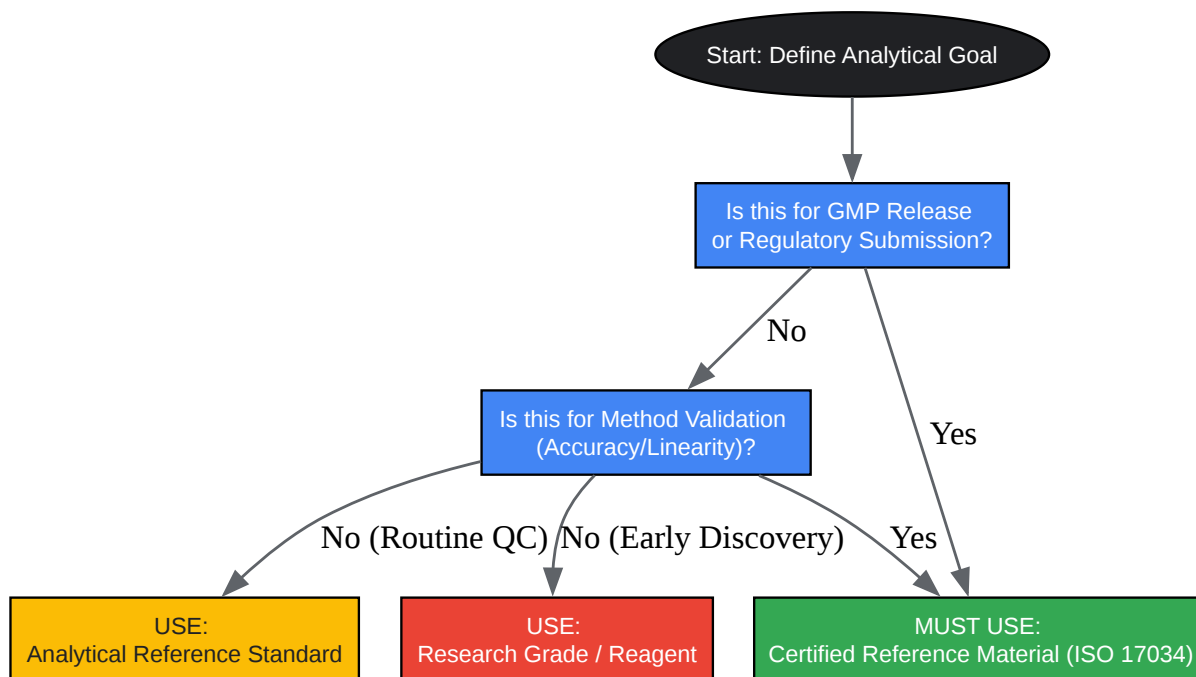 Start: Define Analytical Goal
Is this for GMP Release
or Regulatory Submission?
No
Is this for Method Validation
(Accuracy/Linearity)?
Yes
No (Routine QC)
No (Early Discovery)
Yes
USE:
Analytical Reference Standard
USE:
Research Grade / Reagent
MUST USE:
Certified Reference Material (ISO 17034)